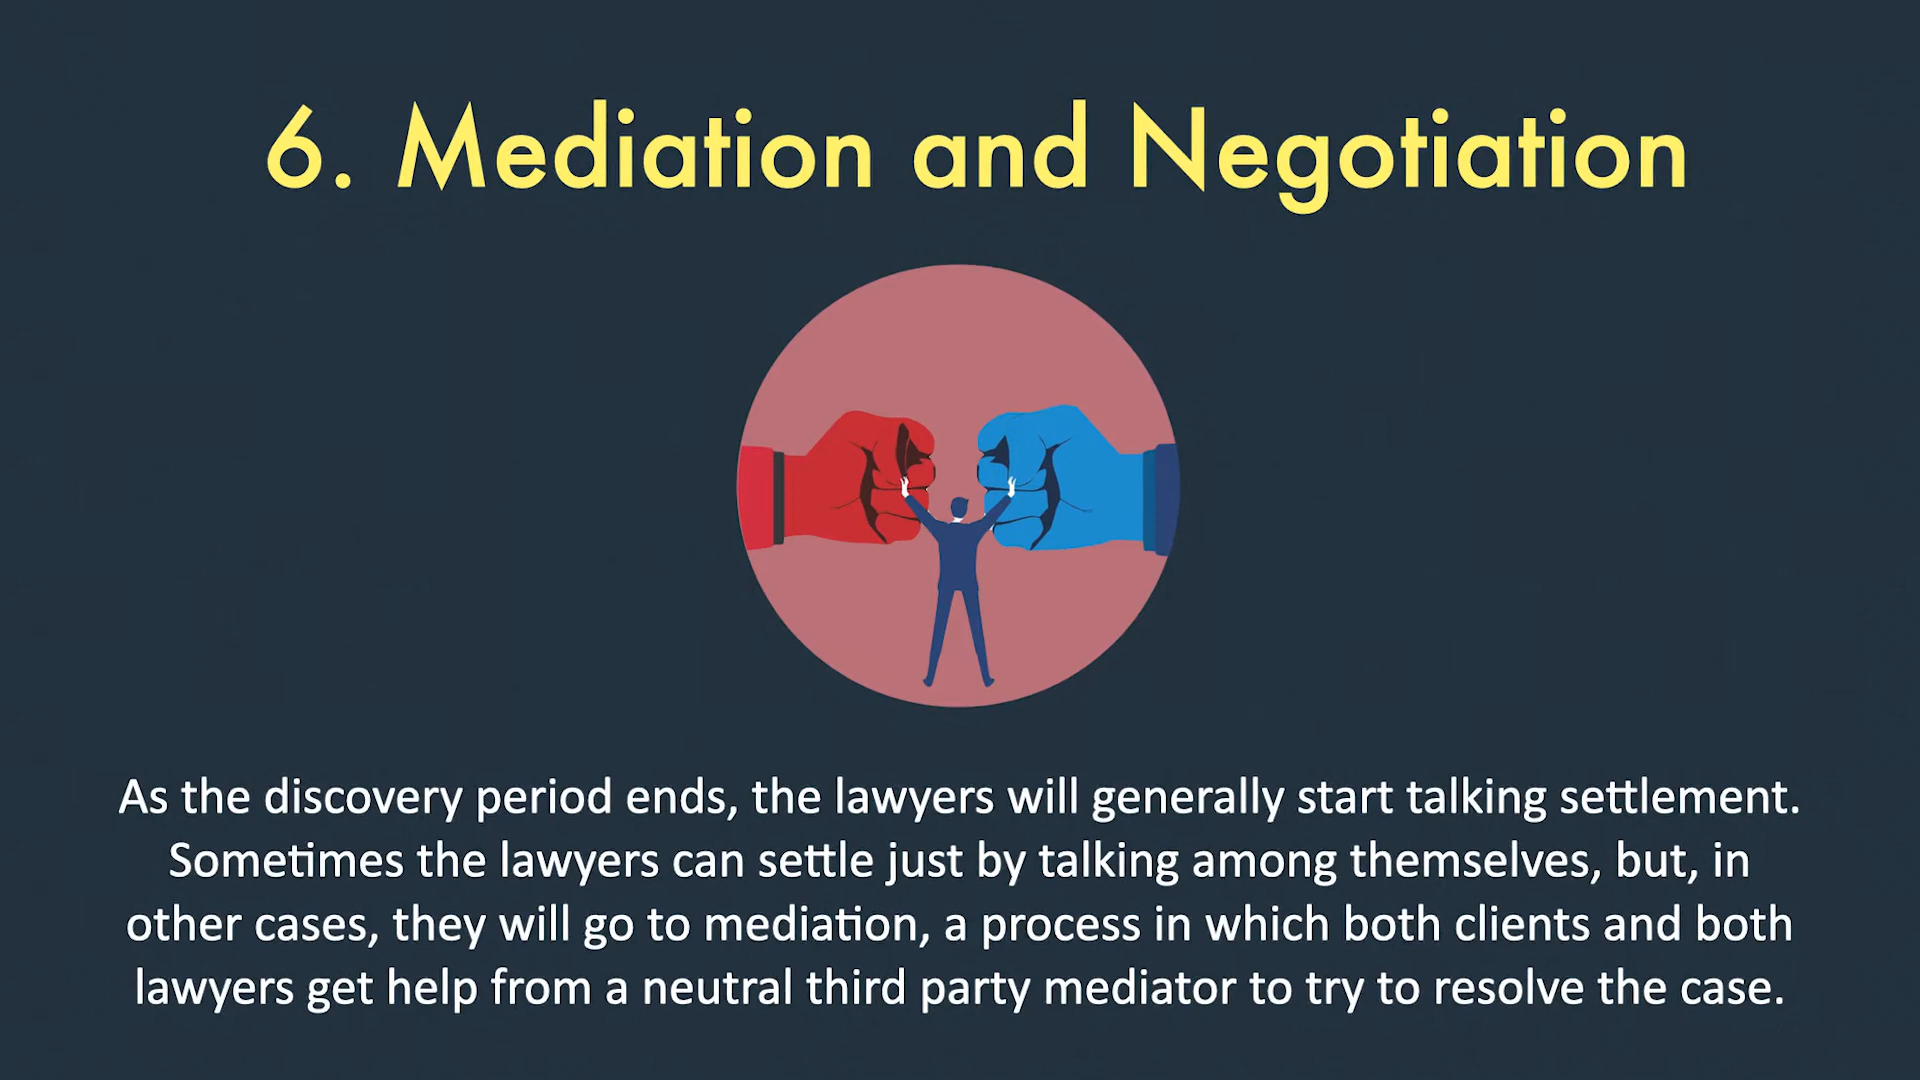 6. Mediation and Negotiation
As the discovery period ends, the lawyers will generally start talking settlement.
Sometimes the lawyers can settle just by talking among themselves, but, in
other cases, they will go to mediation, a process in which both clients and both
lawyers get help from a neutral third party mediator to try to resolve the case.